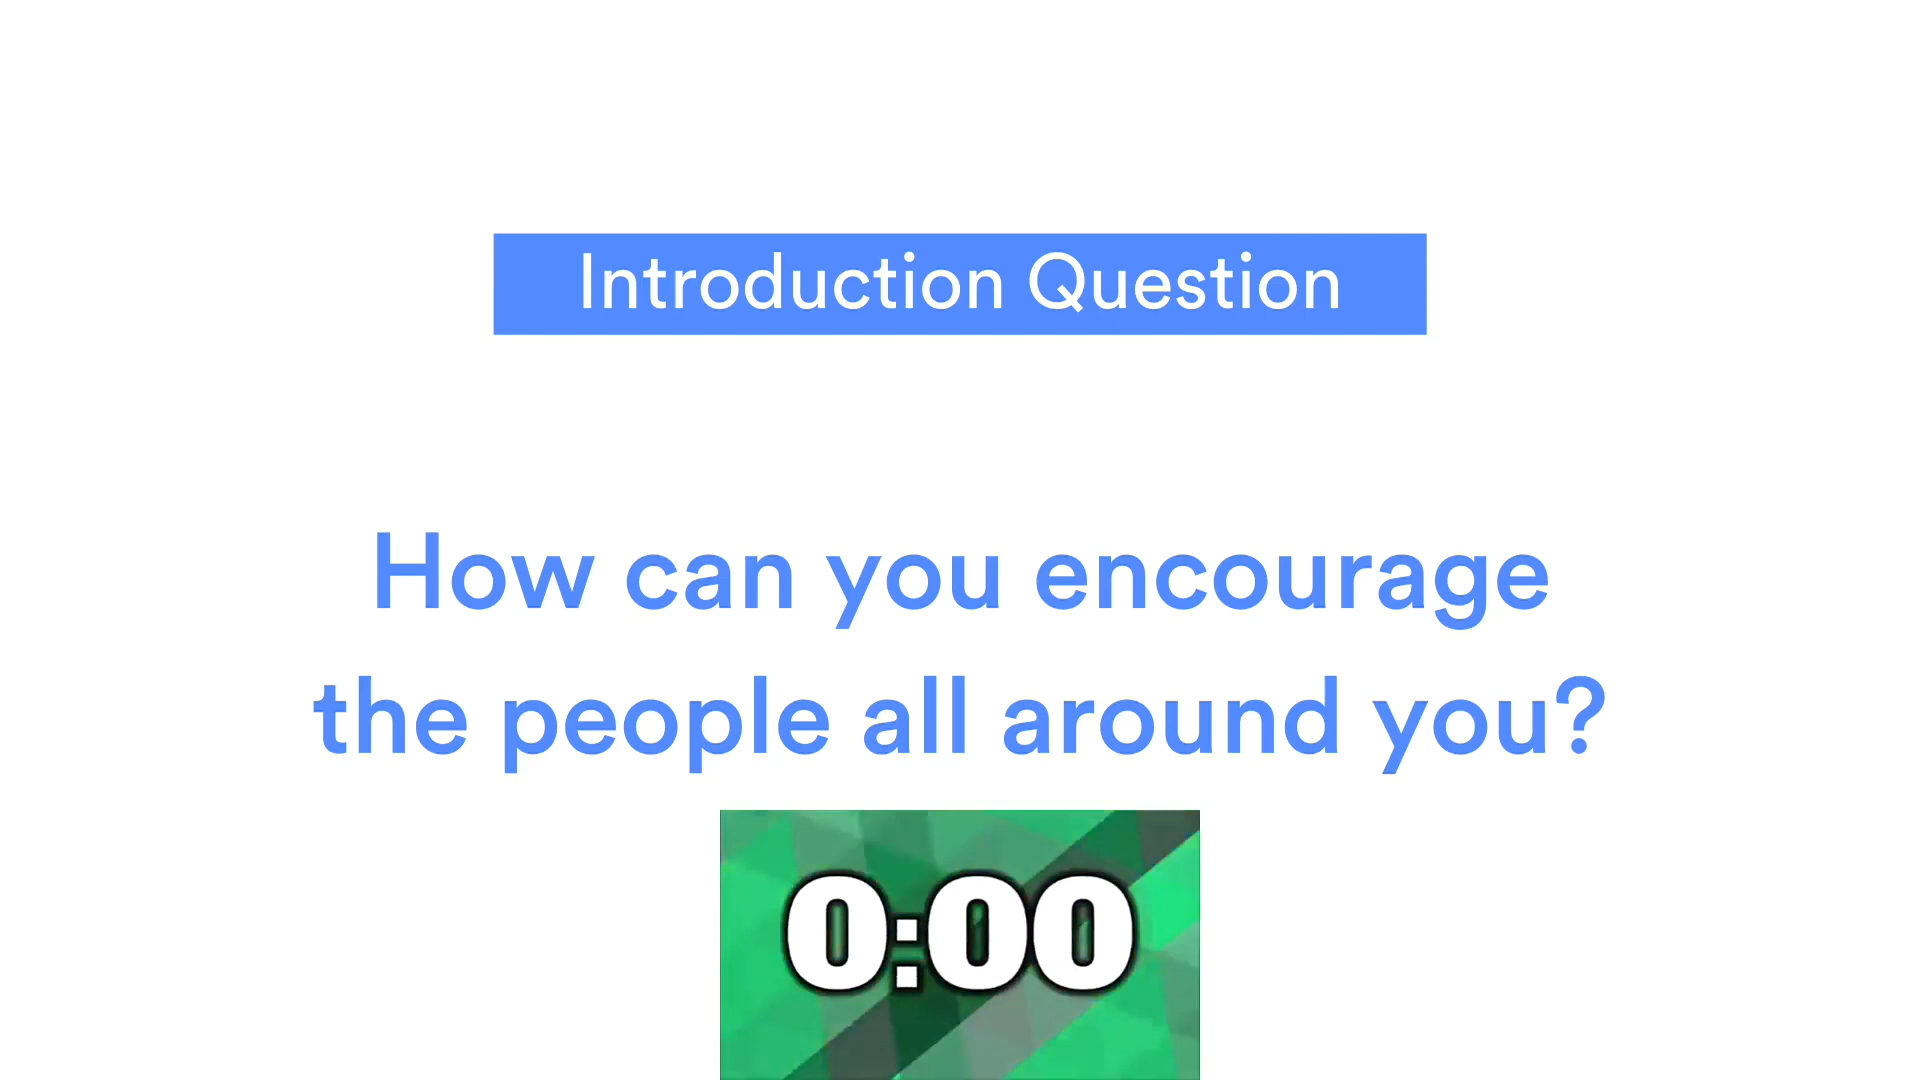 Introduction Question
How can you encourage
the people all around you?
0:00